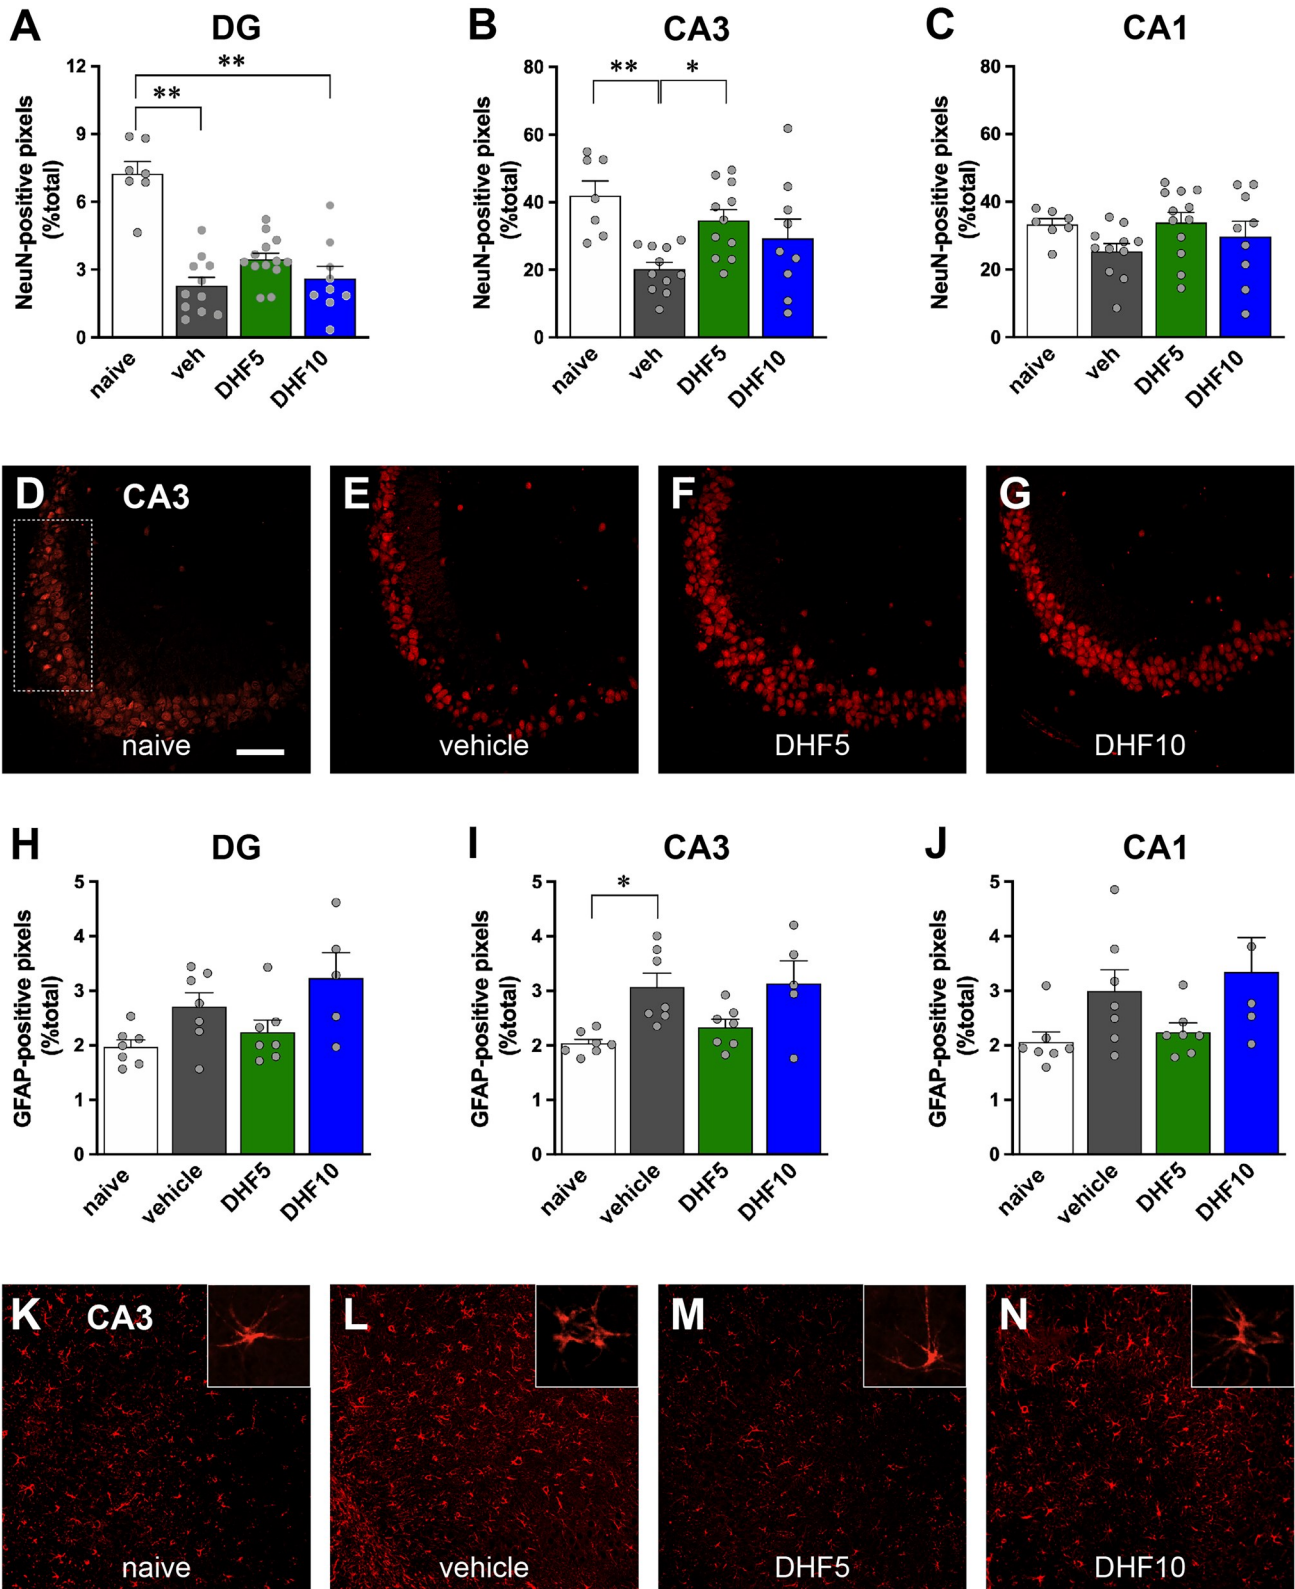 A DG
NeuN-positive pixels
(%total)
12
9
6
3
0
**
**
naive veh DHF5 DHF10
B CA3
NeuN-positive pixels
(%total)
80
60
40
20
0
** *
naive veh DHF5 DHF10
C CA1
NeuN-positive pixels
(%total)
80
60
40
20
0
naive veh DHF5 DHF10
D CA3
naive
E
vehicle
F
DHF5
G
DHF10
H DG
GFAP-positive pixels
(%total)
5
4
3
2
1
0
naive vehicle DHF5 DHF10
I CA3
GFAP-positive pixels
(%total)
5
4
3
2
1
0
*
naive vehicle DHF5 DHF10
J CA1
GFAP-positive pixels
(%total)
5
4
3
2
1
0
naive vehicle DHF5 DHF10
K CA3
naive
L
vehicle
M
DHF5
N
DHF10